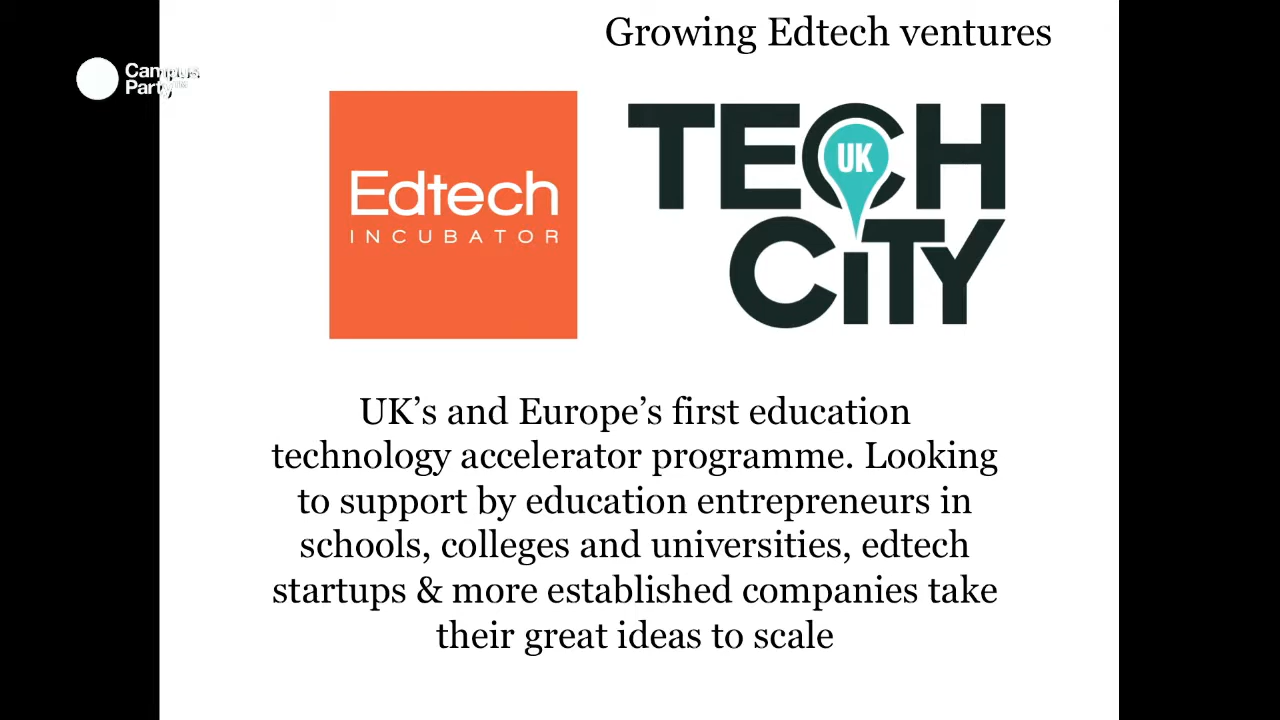 Growing Edtech ventures
Campus
Party™
Edtech
INCUBATOR
TECH
UK
CiTY
UK’s and Europe’s first education
technology accelerator programme. Looking
to support by education entrepreneurs in
schools, colleges and universities, edtech
startups & more established companies take
their great ideas to scale